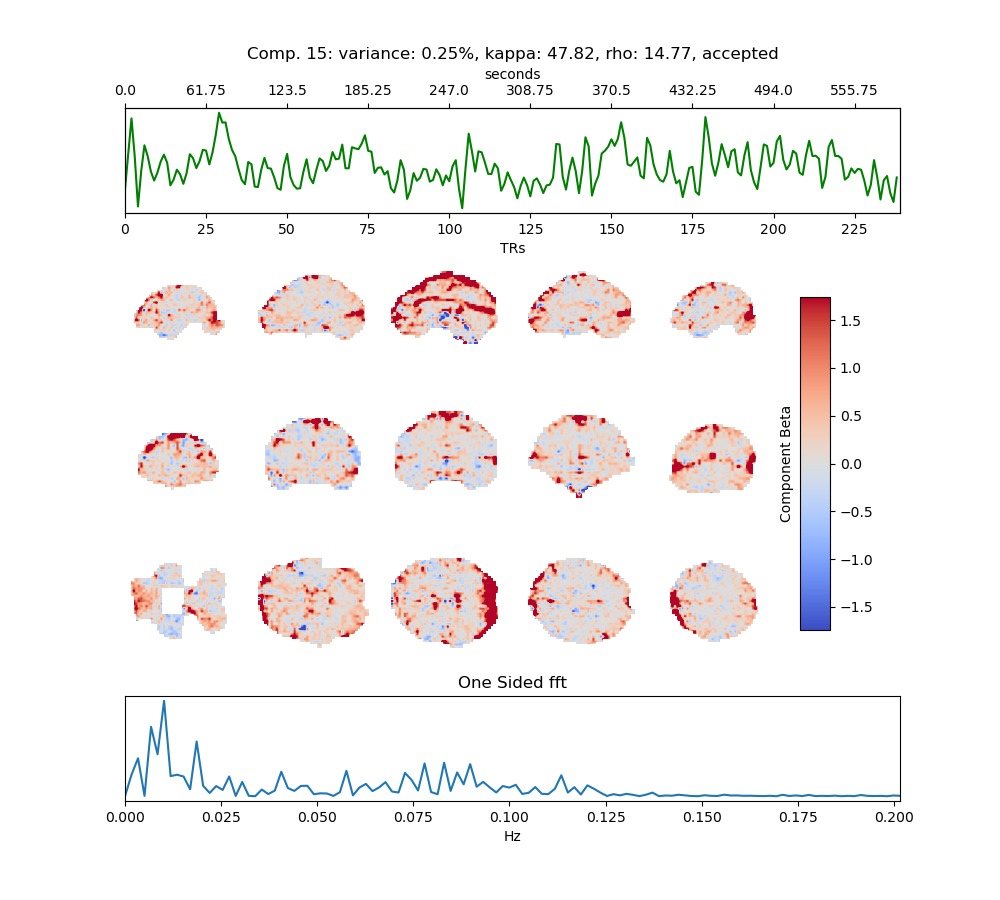 Comp. 15: variance: 0.25%, kappa: 47.82, rho: 14.77, accepted
seconds
0.0 61.75 123.5 185.25 247.0 308.75 370.5 432.25 494.0 555.75
0 25 50 75 100 125 150 175 200 225
TRs
1.5
1.0
0.5
0.0
−0.5
−1.0
−1.5
Component Beta
One Sided fft
0.000 0.025 0.050 0.075 0.100 0.125 0.150 0.175 0.200
Hz